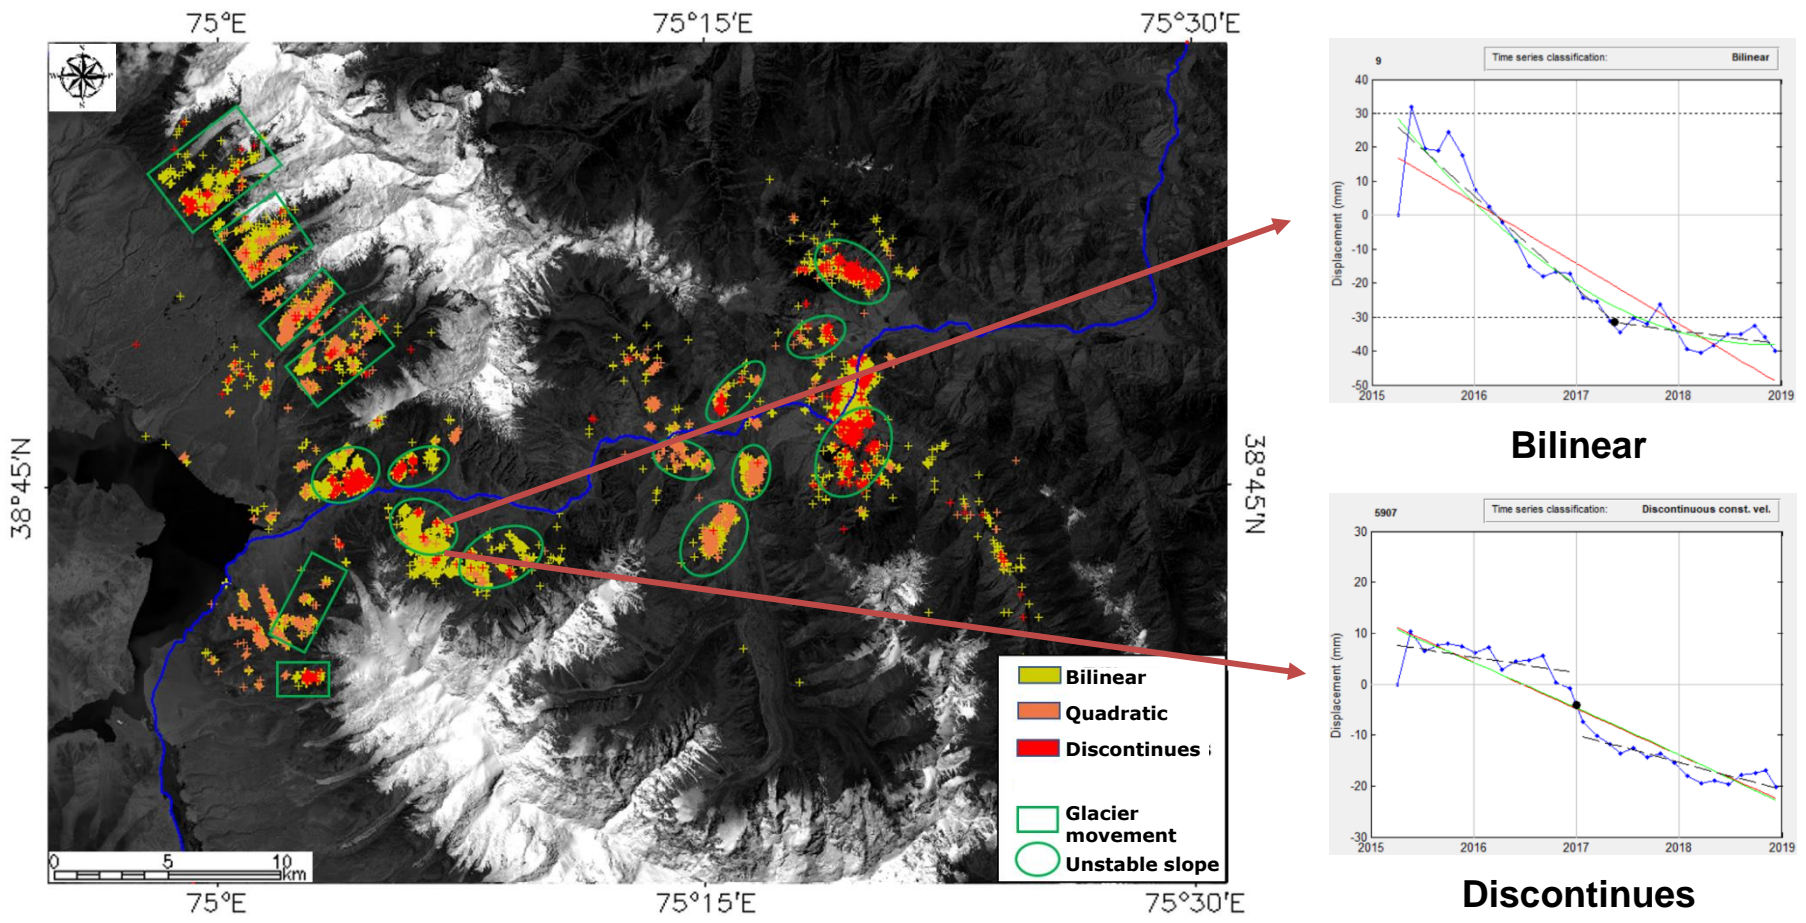 75°E
75°15'E
75°30'E
N
W
P
S
38°45'N
38°45'N
Bilinear
Quadratic
Discontinues :
Glacier
movement
Unstable slope
0
5
10
km
75°E
75°15'E
75°30'E
9
Time series classification: Bilinear
Displacement (mm)
40
30
20
10
0
-10
-20
-30
-40
-50
2015
2016
2017
2018
2019
Bilinear
5907
Time series classification: Discontinuous const. vel.
Displacement (mm)
30
20
10
0
-10
-20
-30
2015
2016
2017
2018
2019
Discontinues